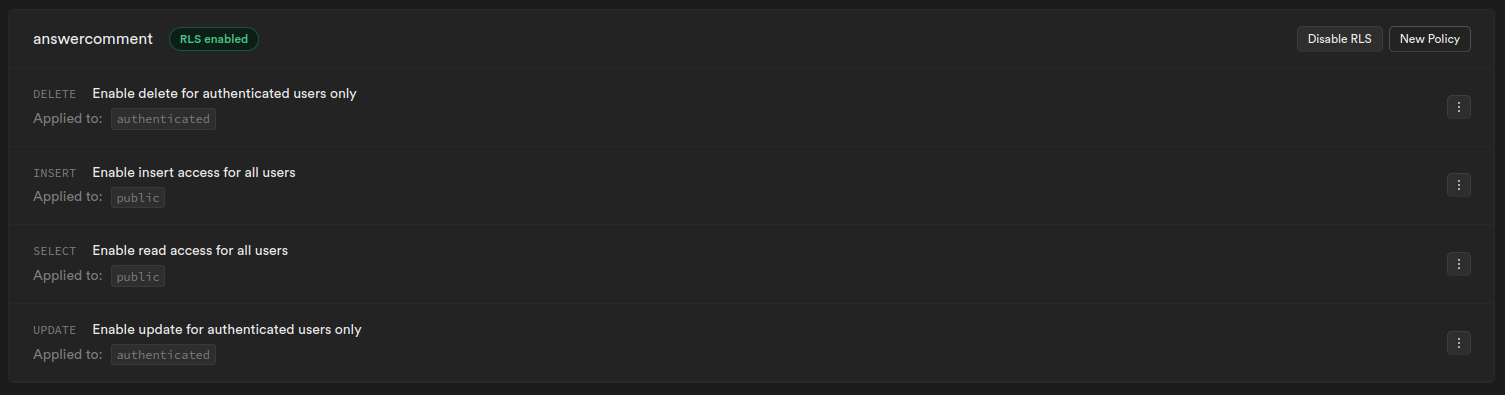 answercomment RLS enabled Disable RLS New Policy
DELETE Enable delete for authenticated users only
Applied to: authenticated
INSERT Enable insert access for all users
Applied to: public
SELECT Enable read access for all users
Applied to: public
UPDATE Enable update for authenticated users only
Applied to: authenticated